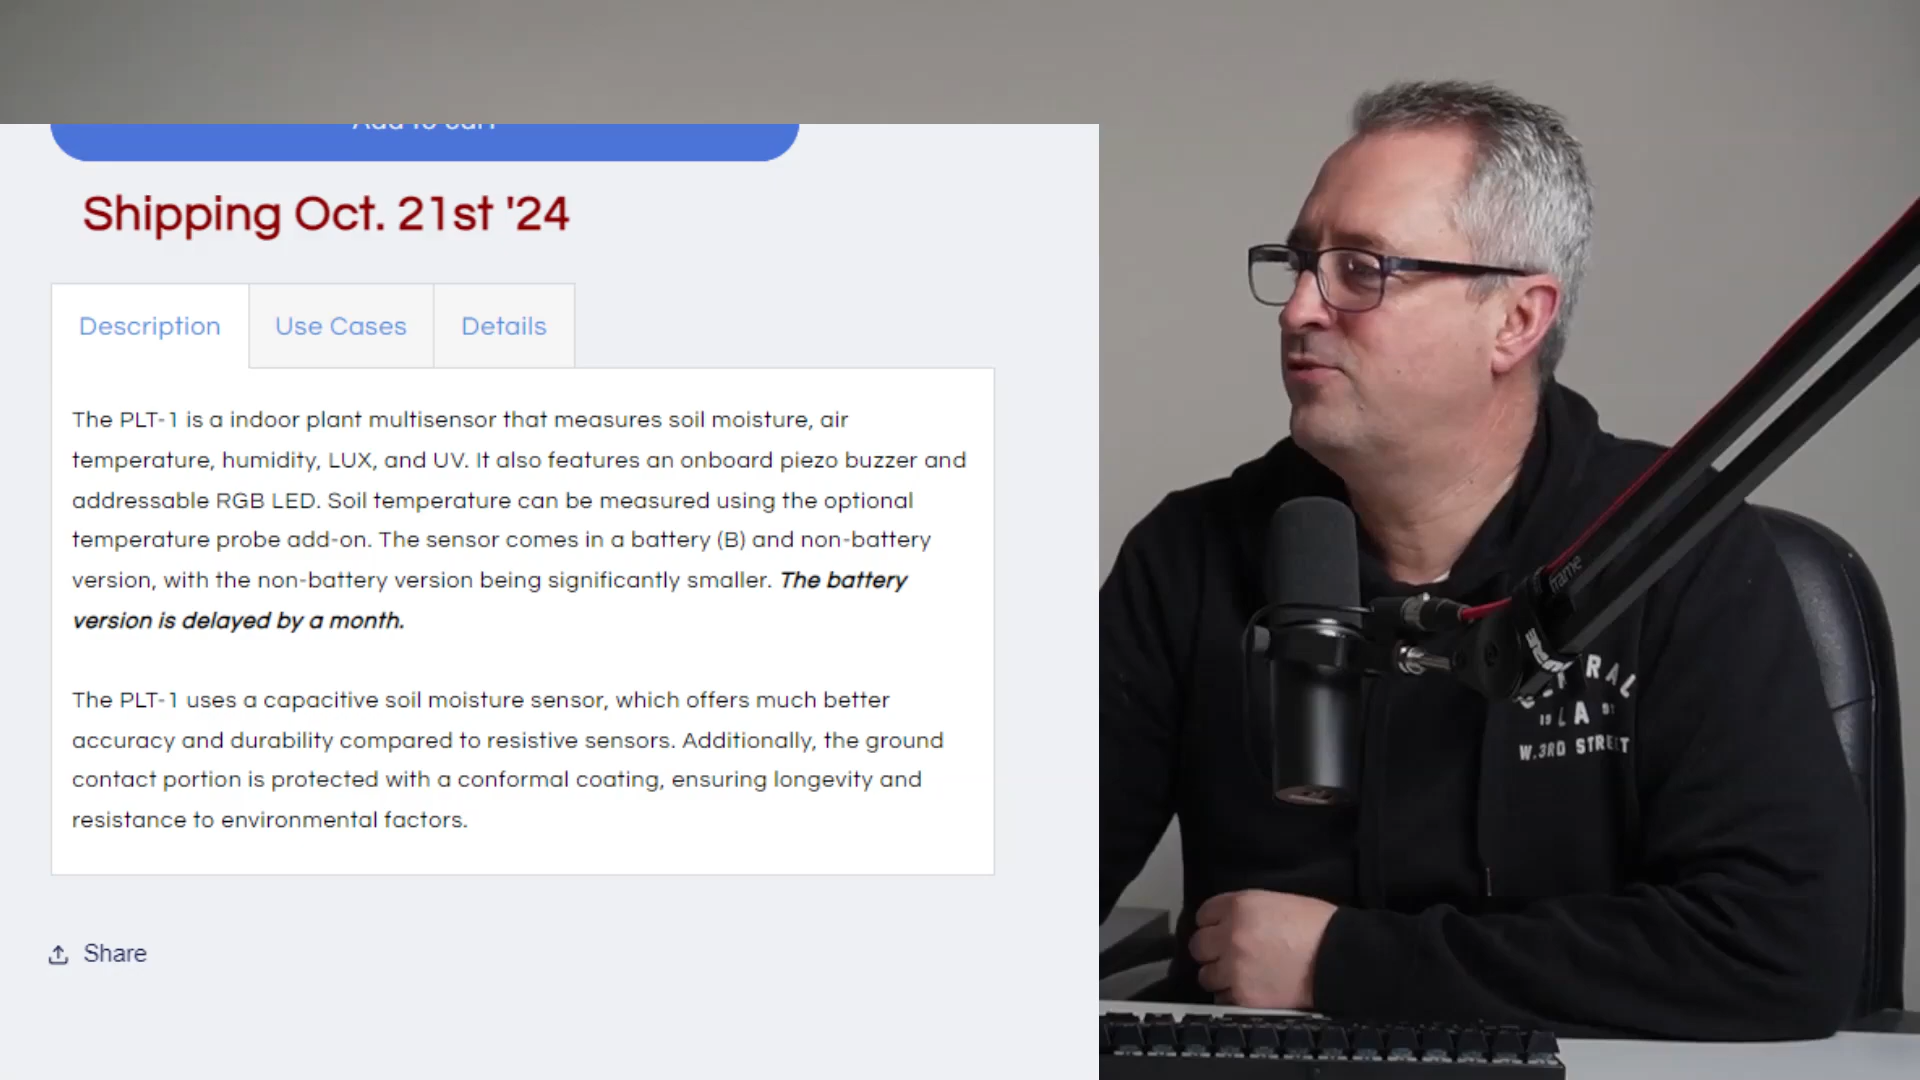 Add to cart
Shipping Oct. 21st '24
Description
Use Cases
Details
The PLT-1 is a indoor plant multisensor that measures soil moisture, air
temperature, humidity, LUX, and UV. It also features an onboard piezo buzzer and
addressable RGB LED. Soil temperature can be measured using the optional
temperature probe add-on. The sensor comes in a battery (B) and non-battery
version, with the non-battery version being significantly smaller. The battery
version is delayed by a month.
The PLT-1 uses a capacitive soil moisture sensor, which offers much better
accuracy and durability compared to resistive sensors. Additionally, the ground
contact portion is protected with a conformal coating, ensuring longevity and
resistance to environmental factors.
Share
frame
LA
W.3RD STREET